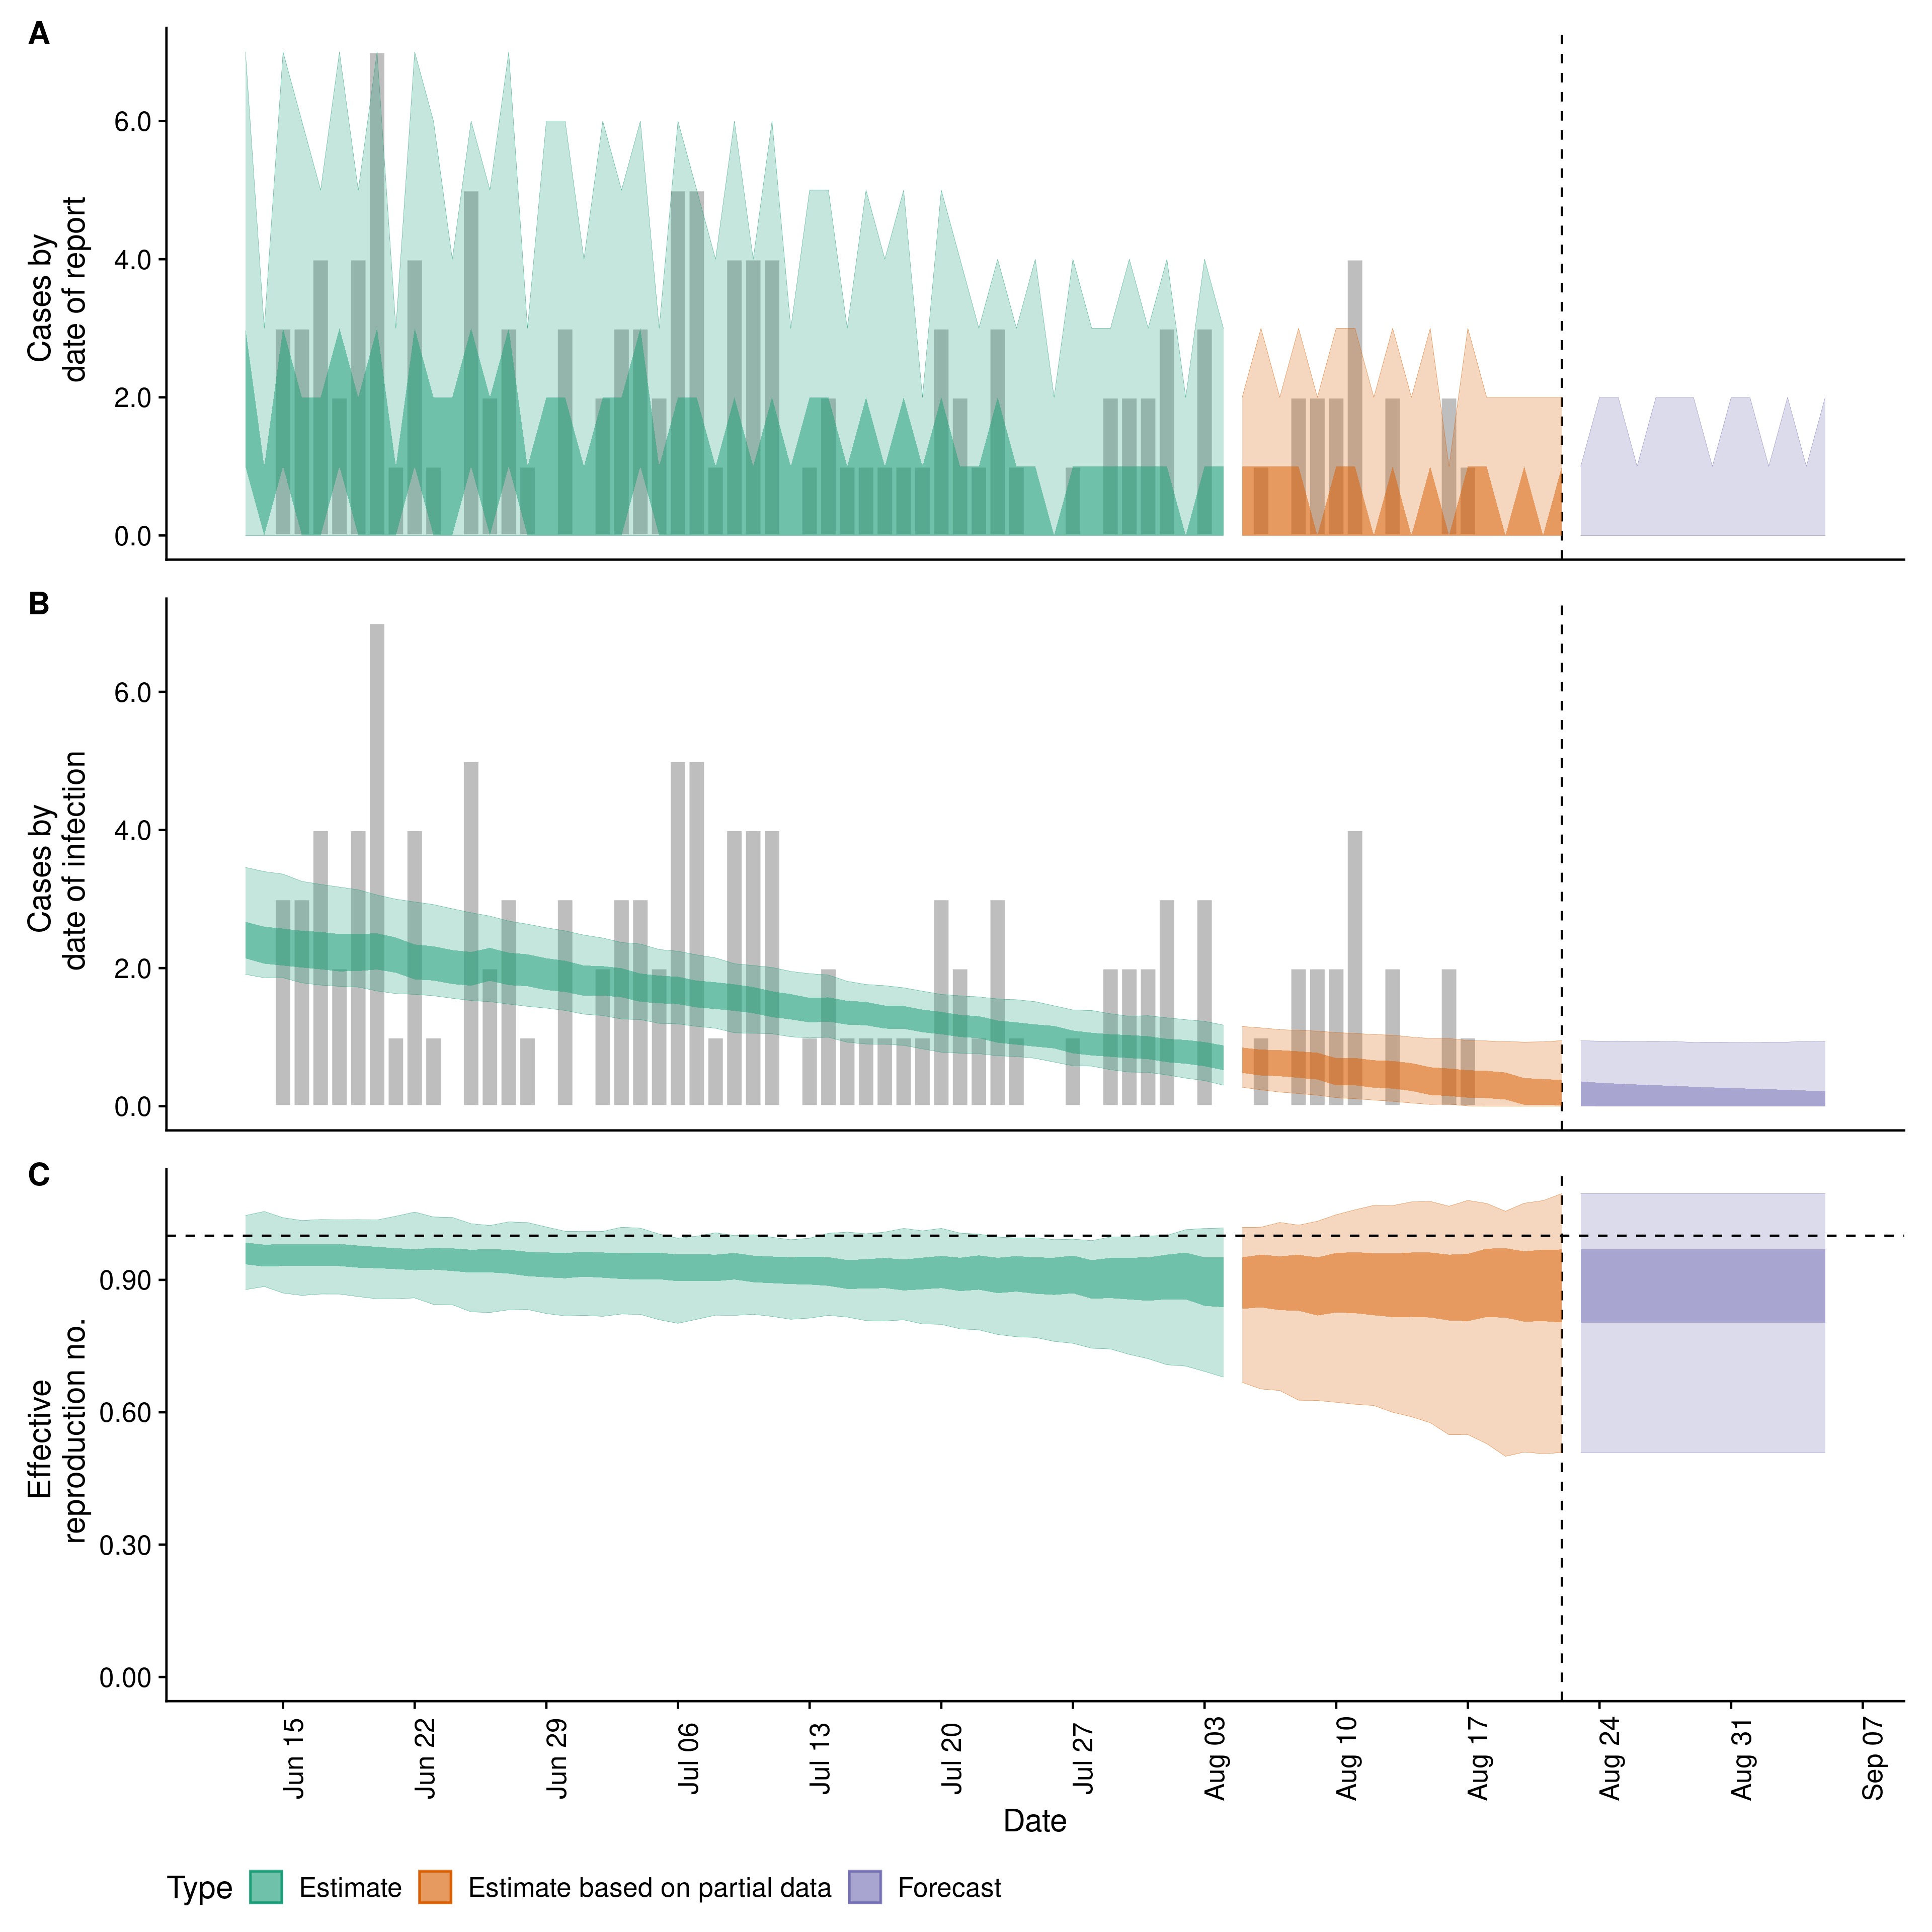 A
Cases by
date of report
6.0
4.0
2.0
0.0
B
Cases by
date of infection
6.0
4.0
2.0
0.0
C
Effective
reproduction no.
0.90
0.60
0.30
0.00
Jun 15
Jun 22
Jun 29
Jul 06
Jul 13
Jul 20
Jul 27
Aug 03
Aug 10
Aug 17
Aug 24
Aug 31
Sep 07
Date
Type Estimate Estimate based on partial data Forecast